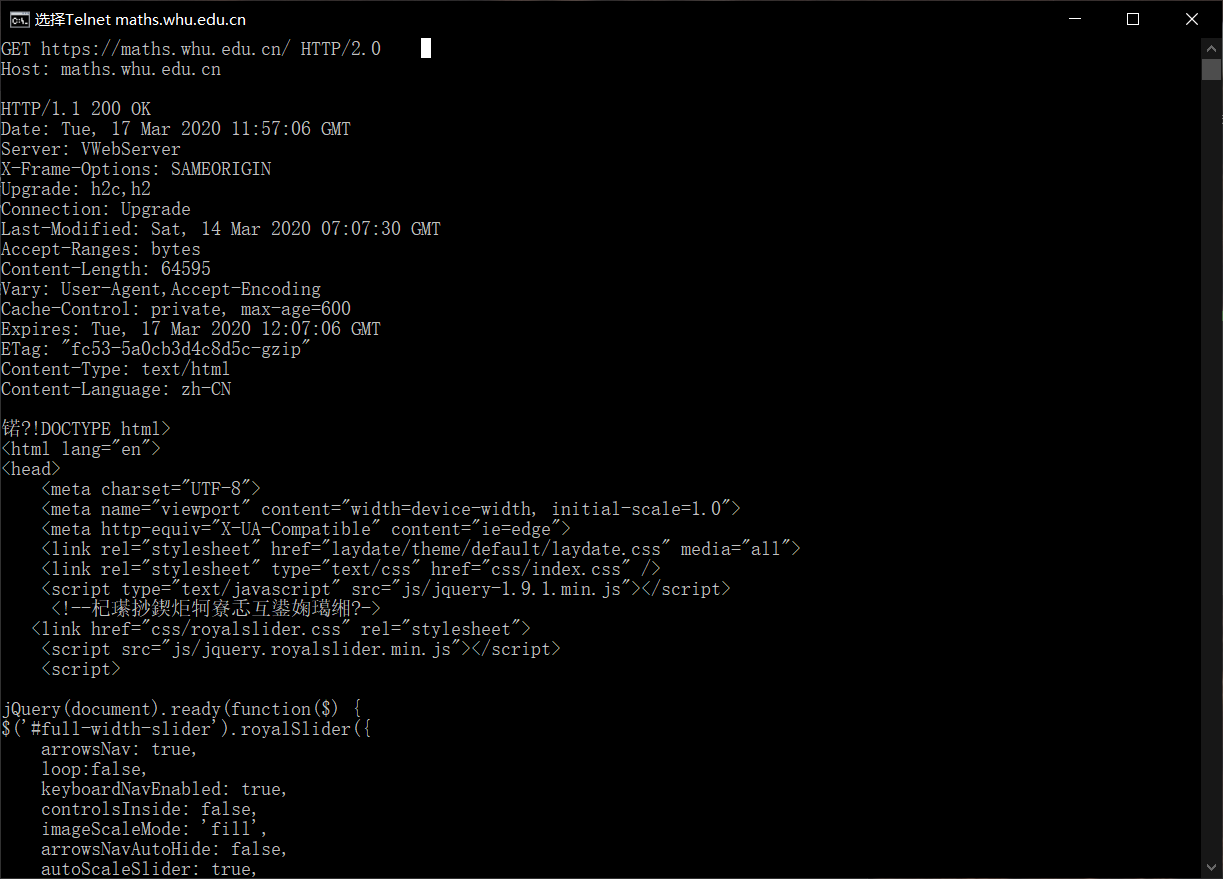 选择Telnet maths.whu.edu.cn
GET https://maths.whu.edu.cn/ HTTP/2.0
Host: maths.whu.edu.cn
HTTP/1.1 200 OK
Date: Tue, 17 Mar 2020 11:57:06 GMT
Server: VWebServer
X-Frame-Options: SAMEORIGIN
Upgrade: h2c,h2
Connection: Upgrade
Last-Modified: Sat, 14 Mar 2020 07:07:30 GMT
Accept-Ranges: bytes
Content-Length: 64595
Vary: User-Agent,Accept-Encoding
Cache-Control: private, max-age=600
Expires: Tue, 17 Mar 2020 12:07:06 GMT
ETag: "fc53-5a0cb3d4c8d5c-gzip"
Content-Type: text/html
Content-Language: zh-CN
锘?!DOCTYPE html>
<html lang="en">
<head>
    <meta charset="UTF-8">
    <meta name="viewport" content="width=device-width, initial-scale=1.0">
    <meta http-equiv="X-UA-Compatible" content="ie=edge">
    <link rel="stylesheet" href="laydate/theme/default/laydate.css" media="all">
    <link rel="stylesheet" type="text/css" href="css/index.css" />
    <script type="text/javascript" src="js/jquery-1.9.1.min.js"></script>
     <!--杞挱鍥炬牱寮忎互鍙婅缃?->
   <link href="css/royalslider.css" rel="stylesheet">
    <script src="js/jquery.royalslider.min.js"></script>
    <script>
jQuery(document).ready(function($) {
$('#full-width-slider').royalSlider({
    arrowsNav: true,
    loop:false,
    keyboardNavEnabled: true,
    controlsInside: false,
    imageScaleMode: 'fill',
    arrowsNavAutoHide: false,
    autoScaleSlider: true,